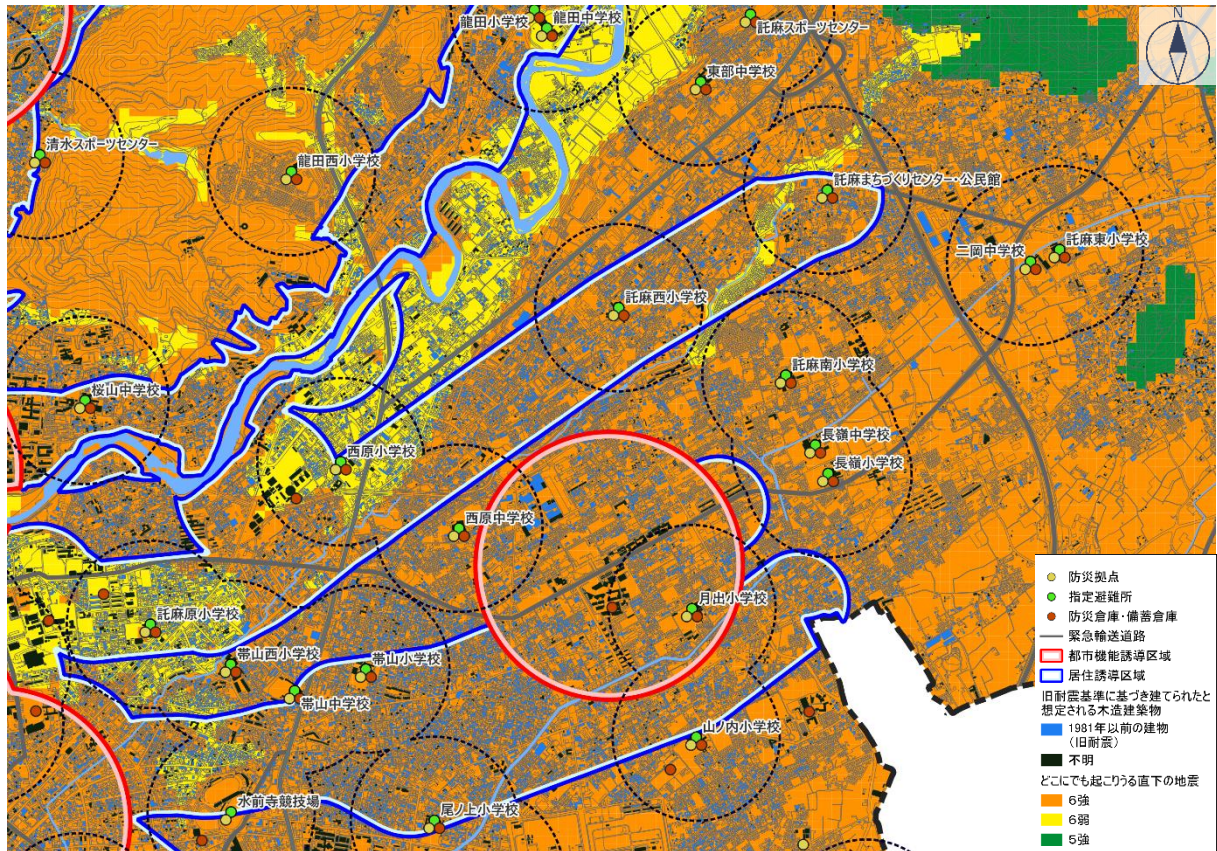 龍田小学校
龍田中学校
託麻スポーツセンター
N
東部中学校
清水スポーツセンター
龍田西小学校
託麻まちづくりセンター・公民館
二岡中学校
託麻東小学校
託麻西小学校
託麻南小学校
桜山中学校
西原小学校
長嶺中学校
長嶺小学校
西原中学校
月出小学校
託麻原小学校
帯山西小学校
帯山小学校
帯山中学校
山ノ内小学校
水前寺競技場
尾ノ上小学校
防災拠点
指定避難所
防災倉庫・備蓄倉庫
緊急輸送道路
都市機能誘導区域
居住誘導区域
旧耐震基準に基づき建てられたと
想定される木造建築物
1981年以前の建物
（旧耐震）
不明
どこにでも起こりうる直下の地震
6強
6弱
5強